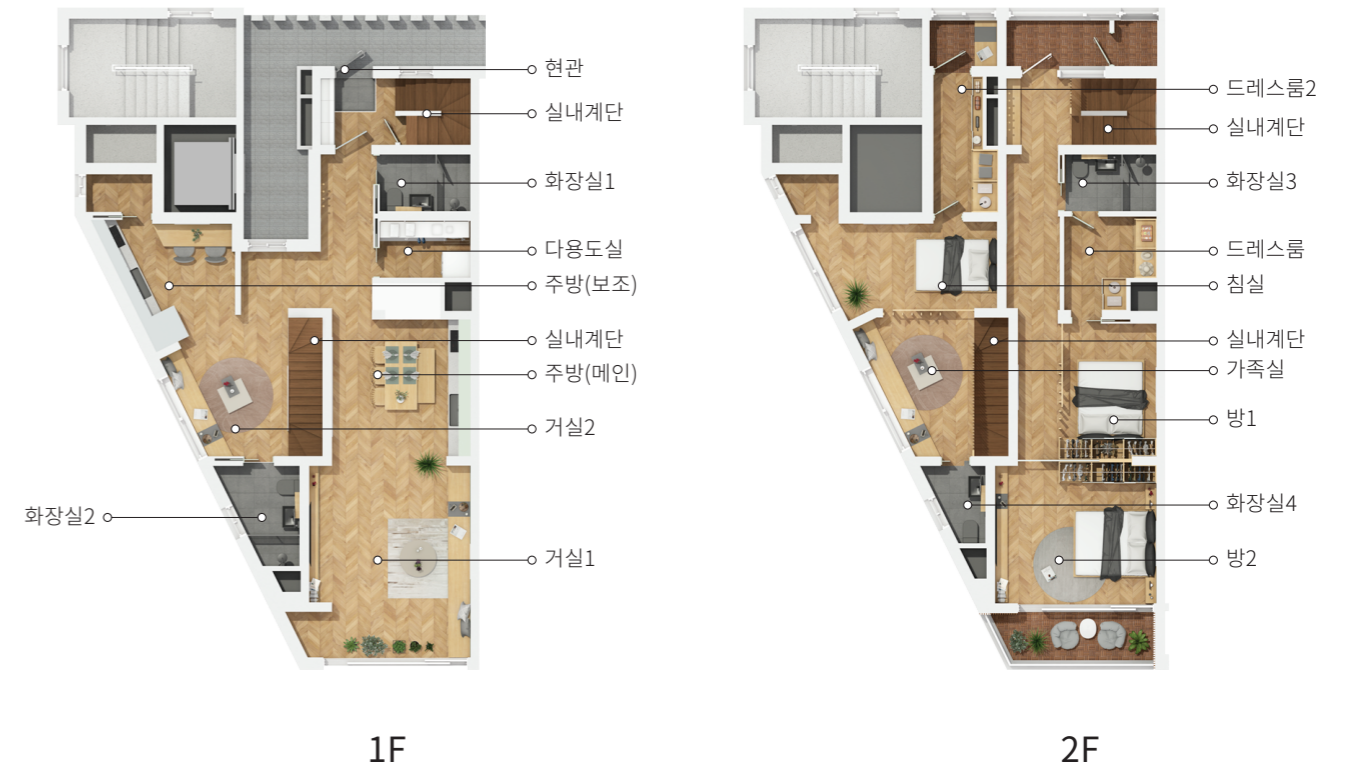 현관
실내계단
화장실1
다용도실
주방(보조)
실내계단
주방(메인)
거실2
화장실2
거실1
1F
드레스룸2
실내계단
화장실3
드레스룸
침실
실내계단
가족실
방1
화장실4
방2
2F